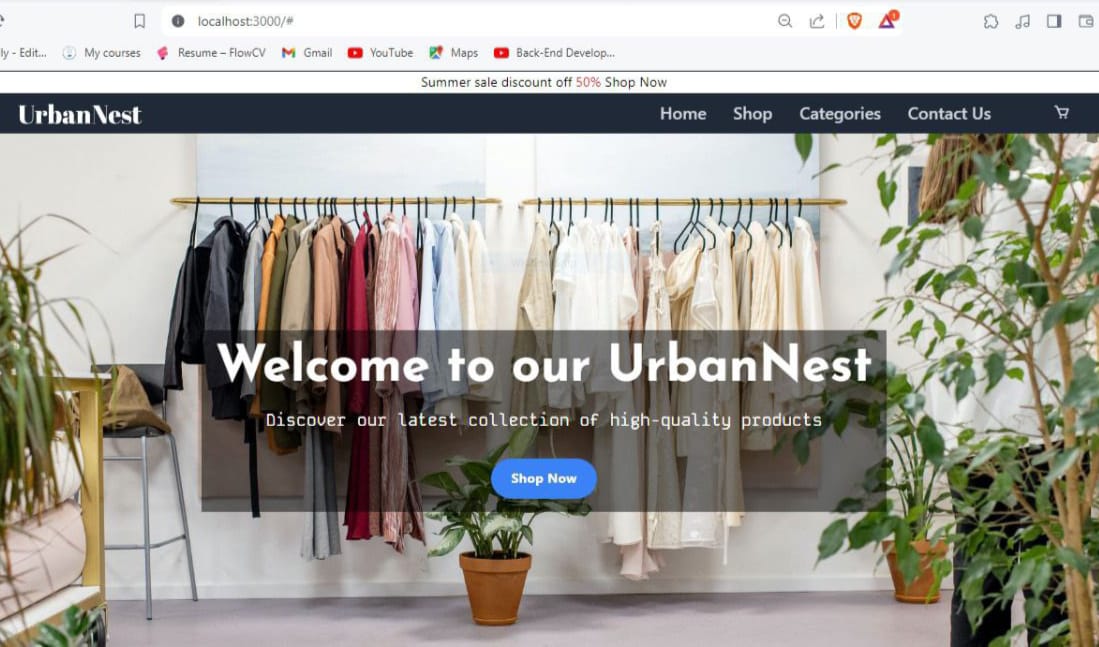 localhost:3000/#
1
ly - Edit... My courses Resume – FlowCV Gmail YouTube Maps Back-End Develop...
Summer sale discount off 50% Shop Now
UrbanNest Home Shop Categories Contact Us
Welcome to our UrbanNest
Discover our latest collection of high-quality products
Shop Now